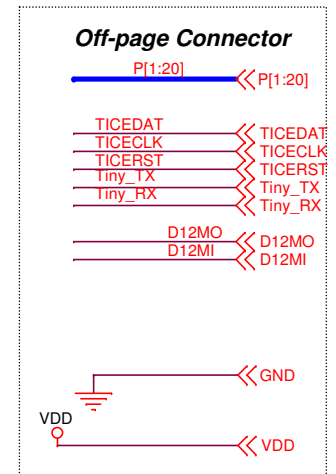 Off-page Connector
P[1:20] P[1:20]
TICEDAT TICEDAT
TICECLK TICECLK
TICERST TICERST
Tiny_TX Tiny_TX
Tiny_RX Tiny_RX
D12MO D12MO
D12MI D12MI
GND
VDD
VDD